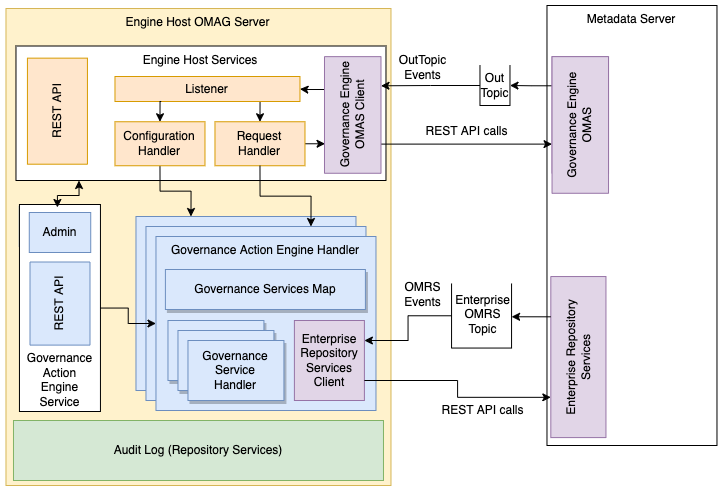 Engine Host OMAG Server
Metadata Server
Engine Host Services
REST API
Listener
Configuration
Handler
Request
Handler
Governance Engine
OMAS Client
OutTopic
Events
Out
Topic
REST API calls
Governance Engine
OMAS
Admin
REST API
Governance
Action
Engine
Service
Governance Action Engine Handler
Governance Services Map
Governance
Service
Handler
Enterprise
Repository
Services
Client
OMRS
Events
Enterprise
OMRS
Topic
REST API calls
Enterprise Repository
Services
Audit Log (Repository Services)